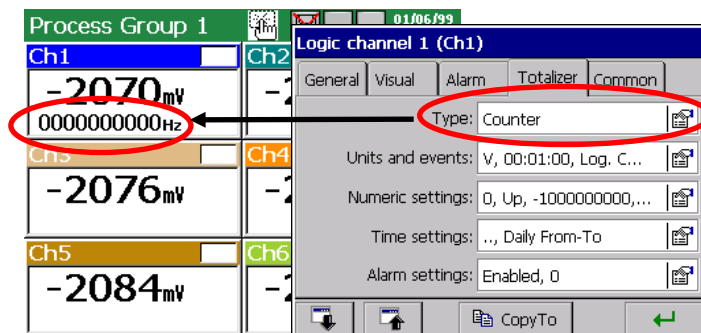 Process Group 1
01/06/99
Ch1
Ch2
-2070mV
0000000000Hz
Ch3
Ch4
-2076mV
Ch5
Ch6
-2084mV
Logic channel 1 (Ch1)
General Visual Alarm Totalizer Common
Type: Counter
Units and events: V, 00:01:00, Log. C...
Numeric settings: 0, Up, -1000000000,...
Time settings: .., Daily From-To
Alarm settings: Enabled, 0
CopyTo